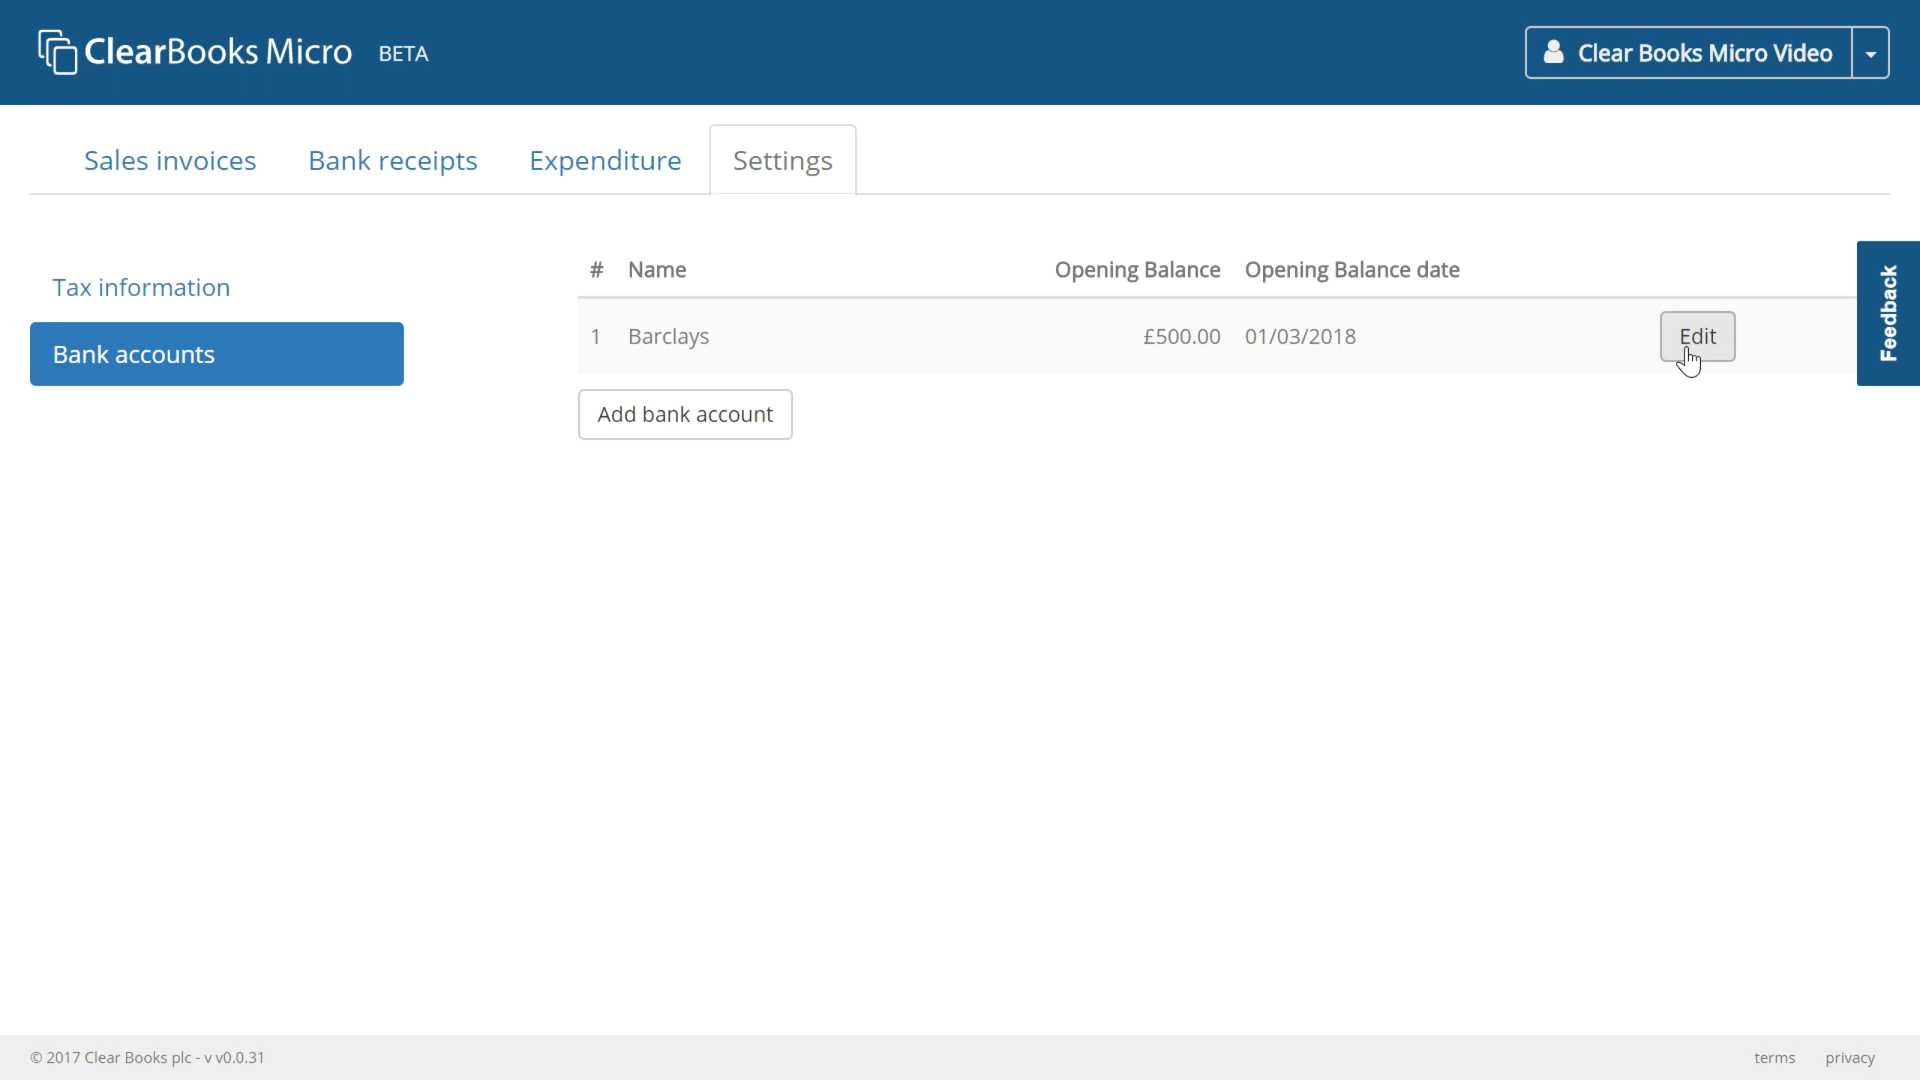 ClearBooks Micro BETA
Clear Books Micro Video
Sales invoices Bank receipts Expenditure Settings
Tax information
Bank accounts
# Name Opening Balance Opening Balance date
1 Barclays £500.00 01/03/2018 Edit
Add bank account
Feedback
© 2017 Clear Books plc - v v0.0.31
terms privacy